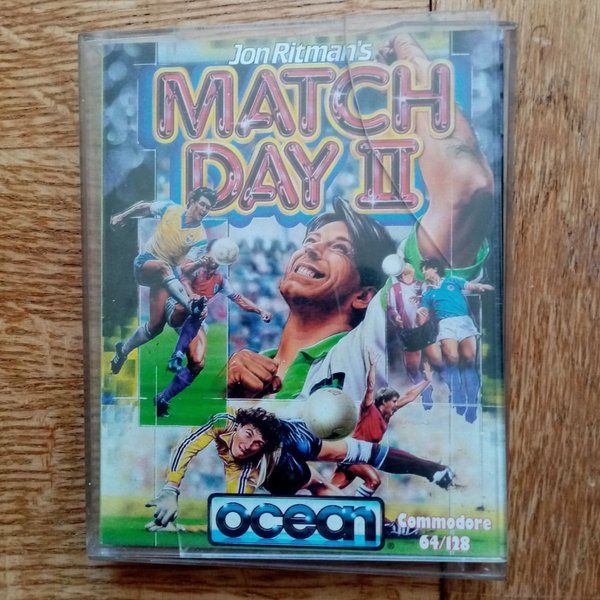 Jon Ritman's
MATCH
DAY II
ocean®
Commodore
64/128